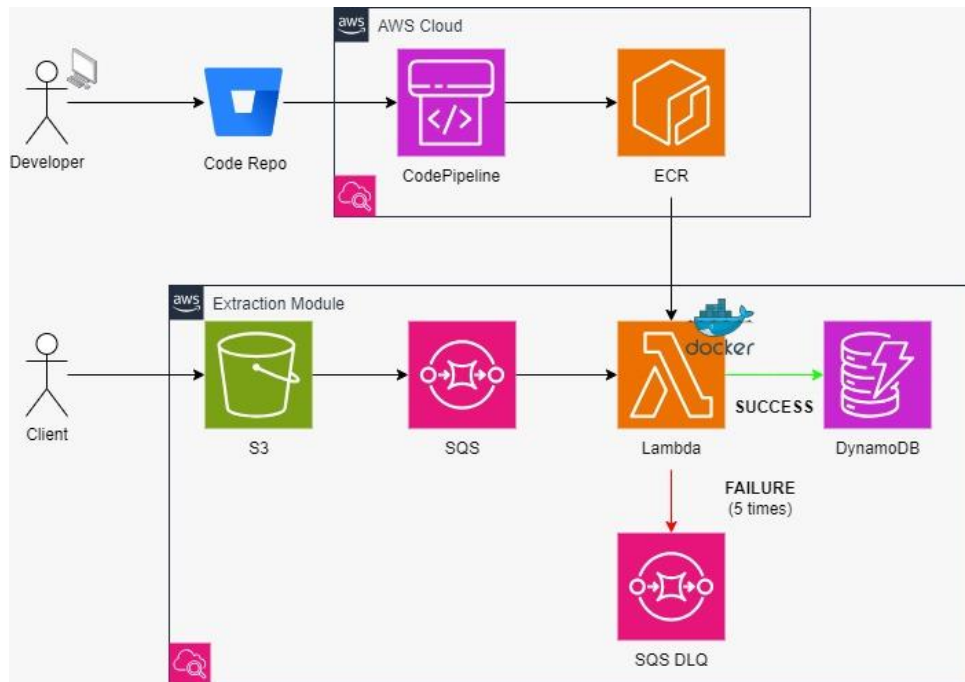 aws
AWS Cloud
Developer
Code Repo
</>
CodePipeline
ECR
aws
Extraction Module
docker
Client
S3
SQS
Lambda
SUCCESS
DynamoDB
FAILURE
(5 times)
SQS DLQ